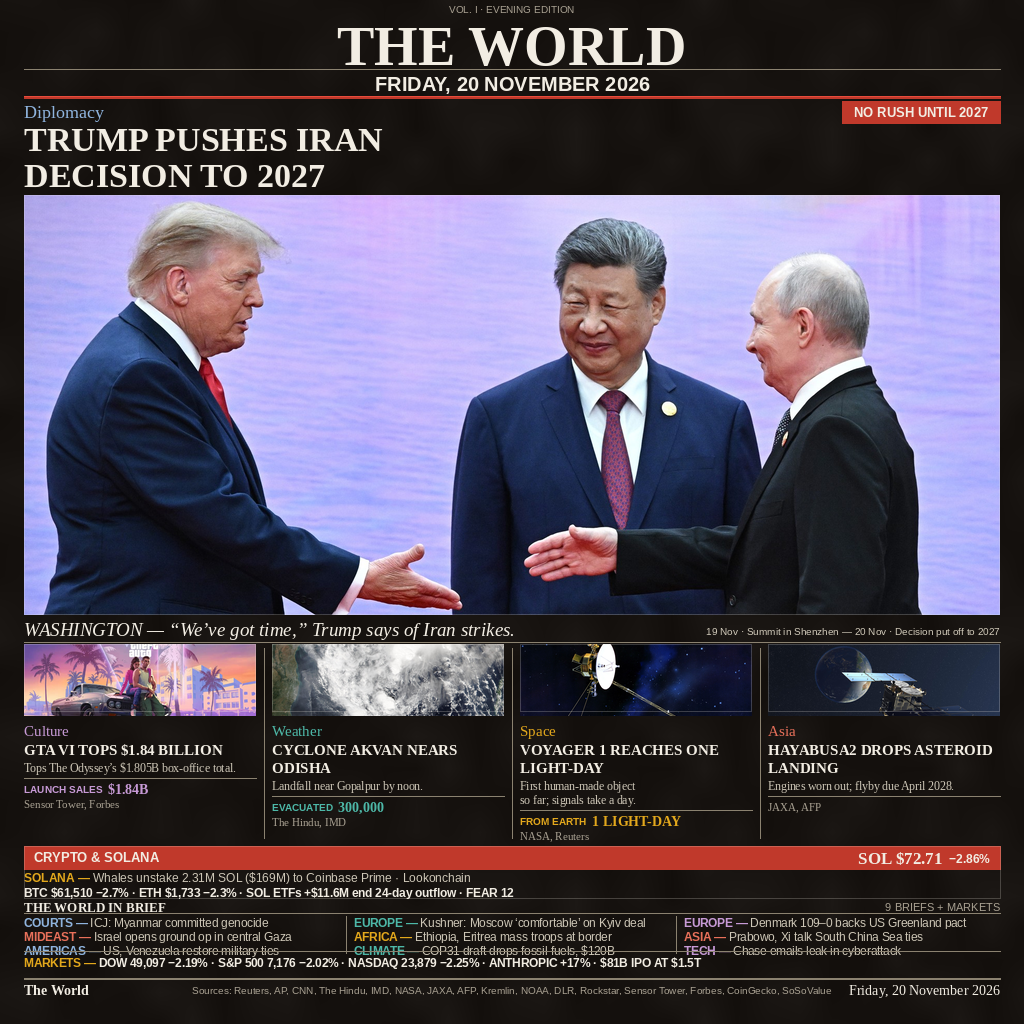 VOL. I · EVENING EDITION
THE WORLD
FRIDAY, 20 NOVEMBER 2026
Diplomacy
NO RUSH UNTIL 2027
TRUMP PUSHES IRAN
DECISION TO 2027
WASHINGTON — “We’ve got time,” Trump says of Iran strikes.
19 Nov · Summit in Shenzhen — 20 Nov · Decision put off to 2027
grand theft auto
VI
Culture
GTA VI TOPS $1.84 BILLION
Tops The Odyssey’s $1.805B box-office total.
LAUNCH SALES $1.84B
Sensor Tower, Forbes
Weather
CYCLONE AKVAN NEARS
ODISHA
Landfall near Gopalpur by noon.
EVACUATED 300,000
The Hindu, IMD
Space
VOYAGER 1 REACHES ONE
LIGHT-DAY
First human-made object
so far; signals take a day.
FROM EARTH 1 LIGHT-DAY
NASA, Reuters
Asia
HAYABUSA2 DROPS ASTEROID
LANDING
Engines worn out; flyby due April 2028.
JAXA, AFP
CRYPTO & SOLANA
SOL $72.71 −2.86%
SOLANA — Whales unstake 2.31M SOL ($169M) to Coinbase Prime · Lookonchain
BTC $61,510 −2.7% · ETH $1,733 −2.3% · SOL ETFs +$11.6M end 24-day outflow · FEAR 12
THE WORLD IN BRIEF
9 BRIEFS + MARKETS
COURTS — ICJ: Myanmar committed genocide
EUROPE — Kushner: Moscow ‘comfortable’ on Kyiv deal
EUROPE — Denmark 109–0 backs US Greenland pact
MIDEAST — Israel opens ground op in central Gaza
AFRICA — Ethiopia, Eritrea mass troops at border
ASIA — Prabowo, Xi talk South China Sea ties
AMERICAS — US, Venezuela restore military ties
CLIMATE — COP31 draft drops fossil fuels, $120B
TECH — Chase emails leak in cyberattack
MARKETS — DOW 49,097 −2.19% · S&P 500 7,176 −2.02% · NASDAQ 23,879 −2.25% · ANTHROPIC +17% · $81B IPO AT $1.5T
The World
Sources: Reuters, AP, CNN, The Hindu, IMD, NASA, JAXA, AFP, Kremlin, NOAA, DLR, Rockstar, Sensor Tower, Forbes, CoinGecko, SoSoValue
Friday, 20 November 2026